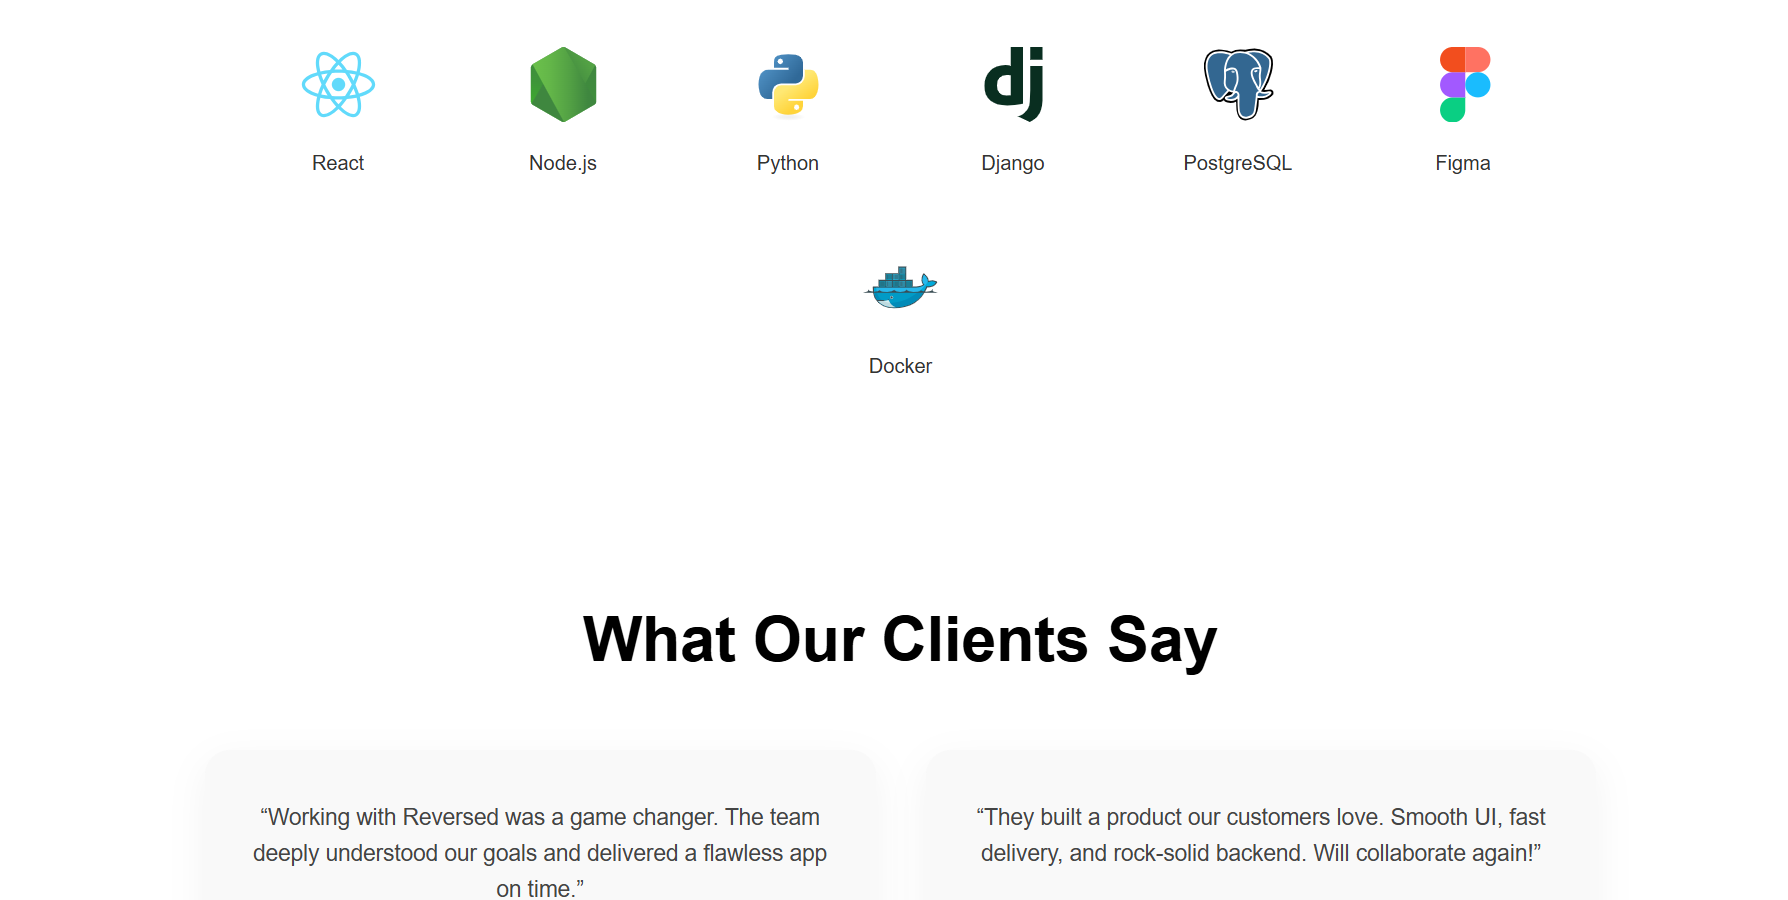 dj
React
Node.js
Python
Django
PostgreSQL
Figma
Docker
What Our Clients Say
“Working with Reversed was a game changer. The team
deeply understood our goals and delivered a flawless app
on time.”
“They built a product our customers love. Smooth UI, fast
delivery, and rock-solid backend. Will collaborate again!”